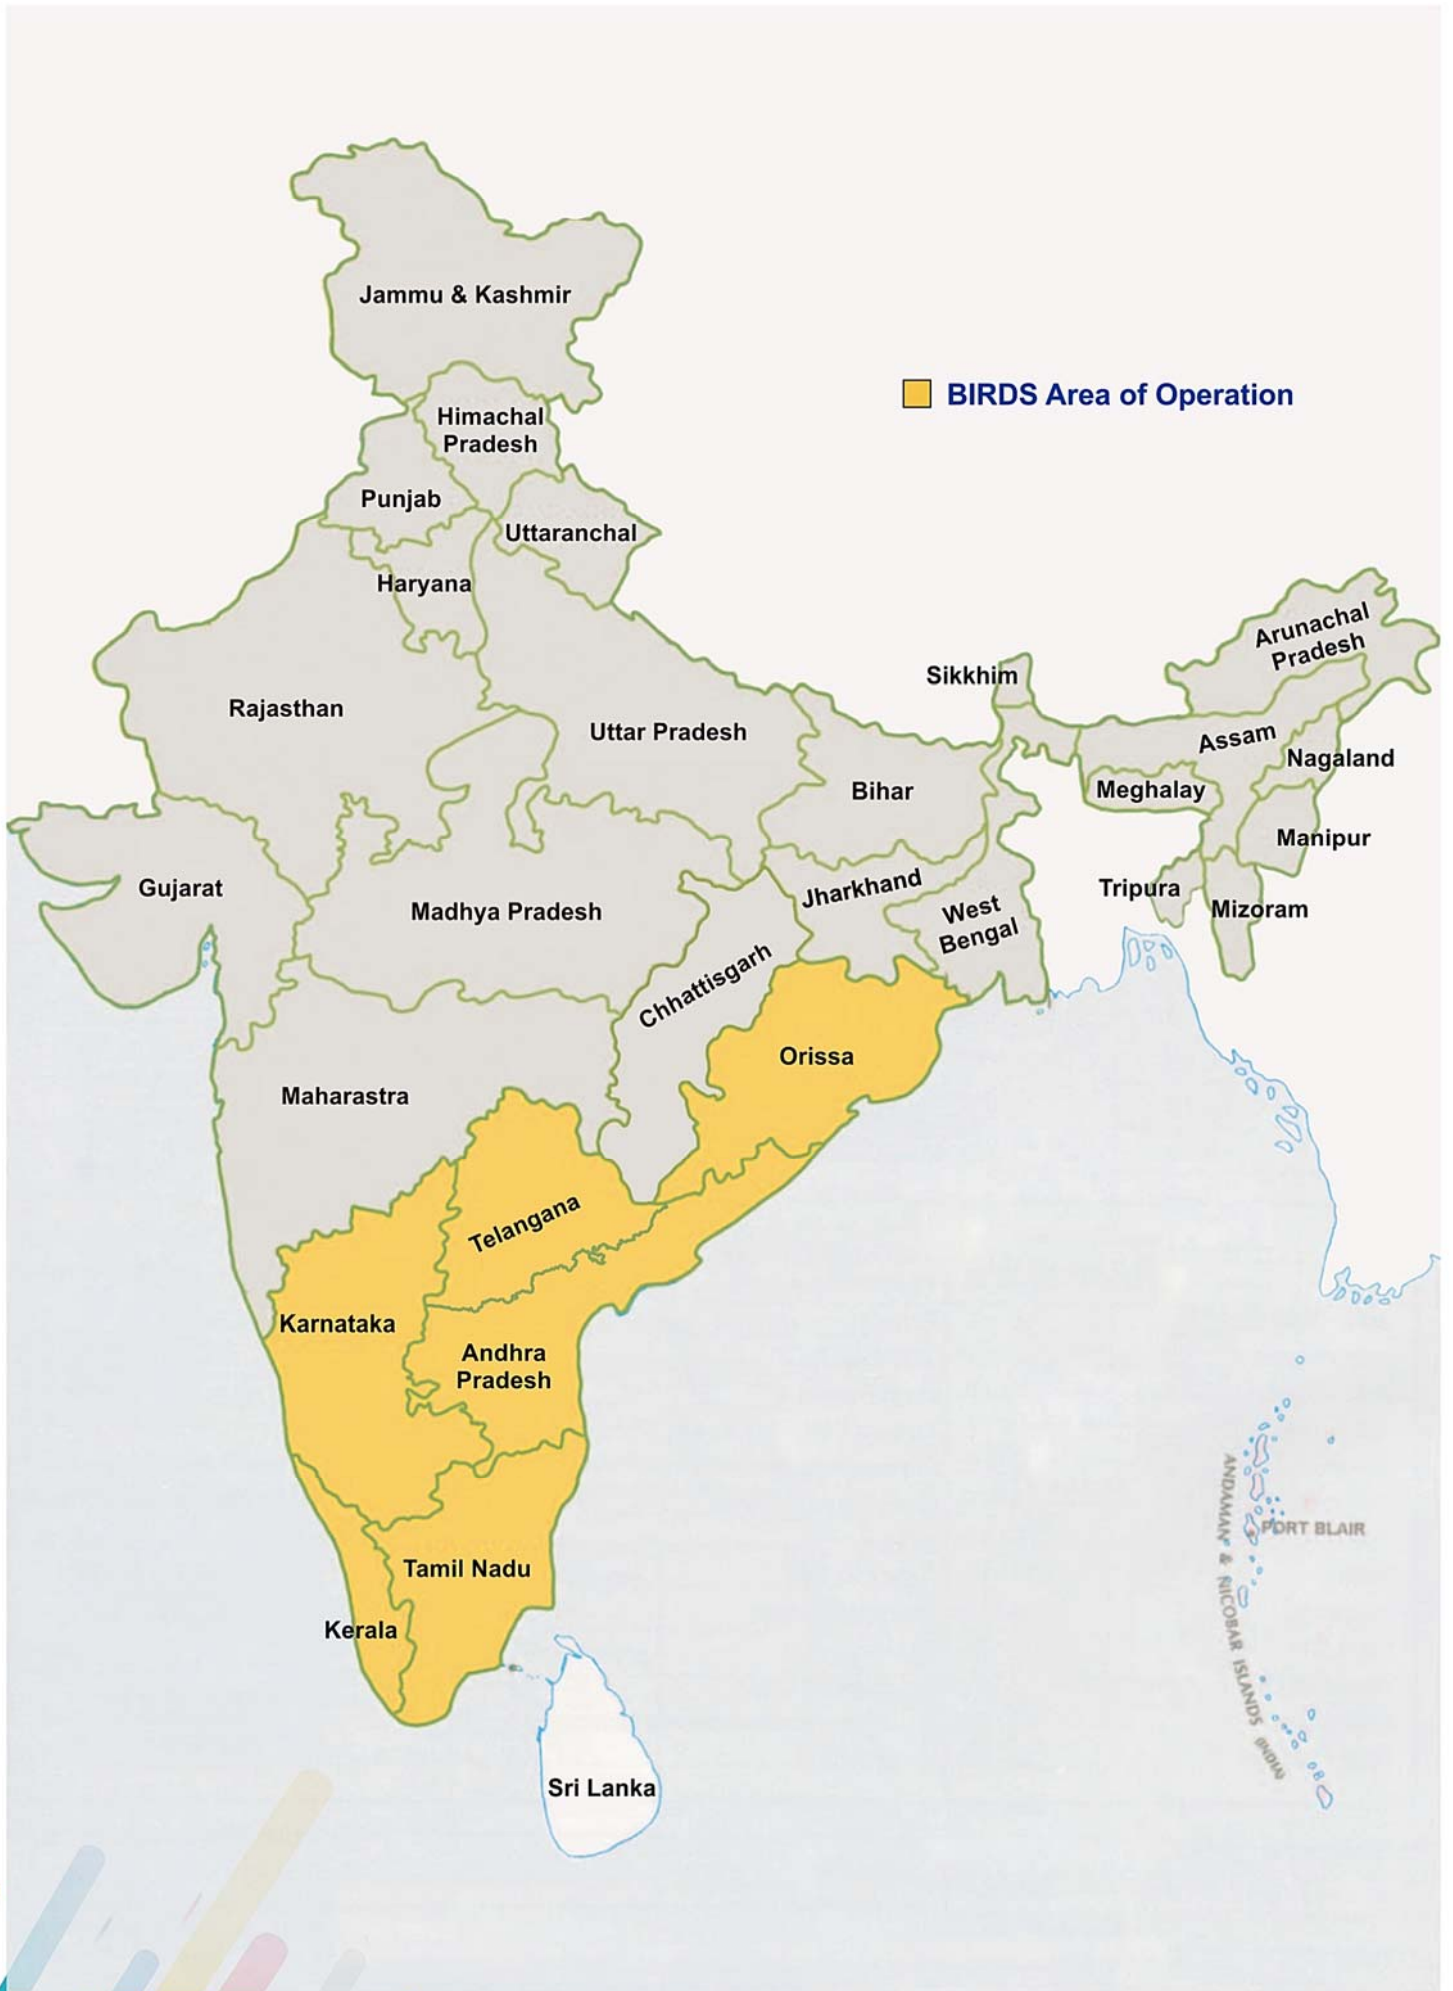 Jammu & Kashmir
BIRDS Area of Operation
Himachal
Pradesh
Punjab
Uttaranchal
Haryana
Arunachal
Pradesh
Sikkhim
Rajasthan
Uttar Pradesh
Assam
Nagaland
Bihar
Meghalay
Manipur
Gujarat
Jharkhand
Tripura
Madhya Pradesh
West
Bengal
Mizoram
Chhattisgarh
Orissa
Maharastra
Telangana
Karnataka
Andhra
Pradesh
PORT BLAIR
ANDAMAN & NICOBAR ISLANDS (INDIA)
Tamil Nadu
Kerala
Sri Lanka